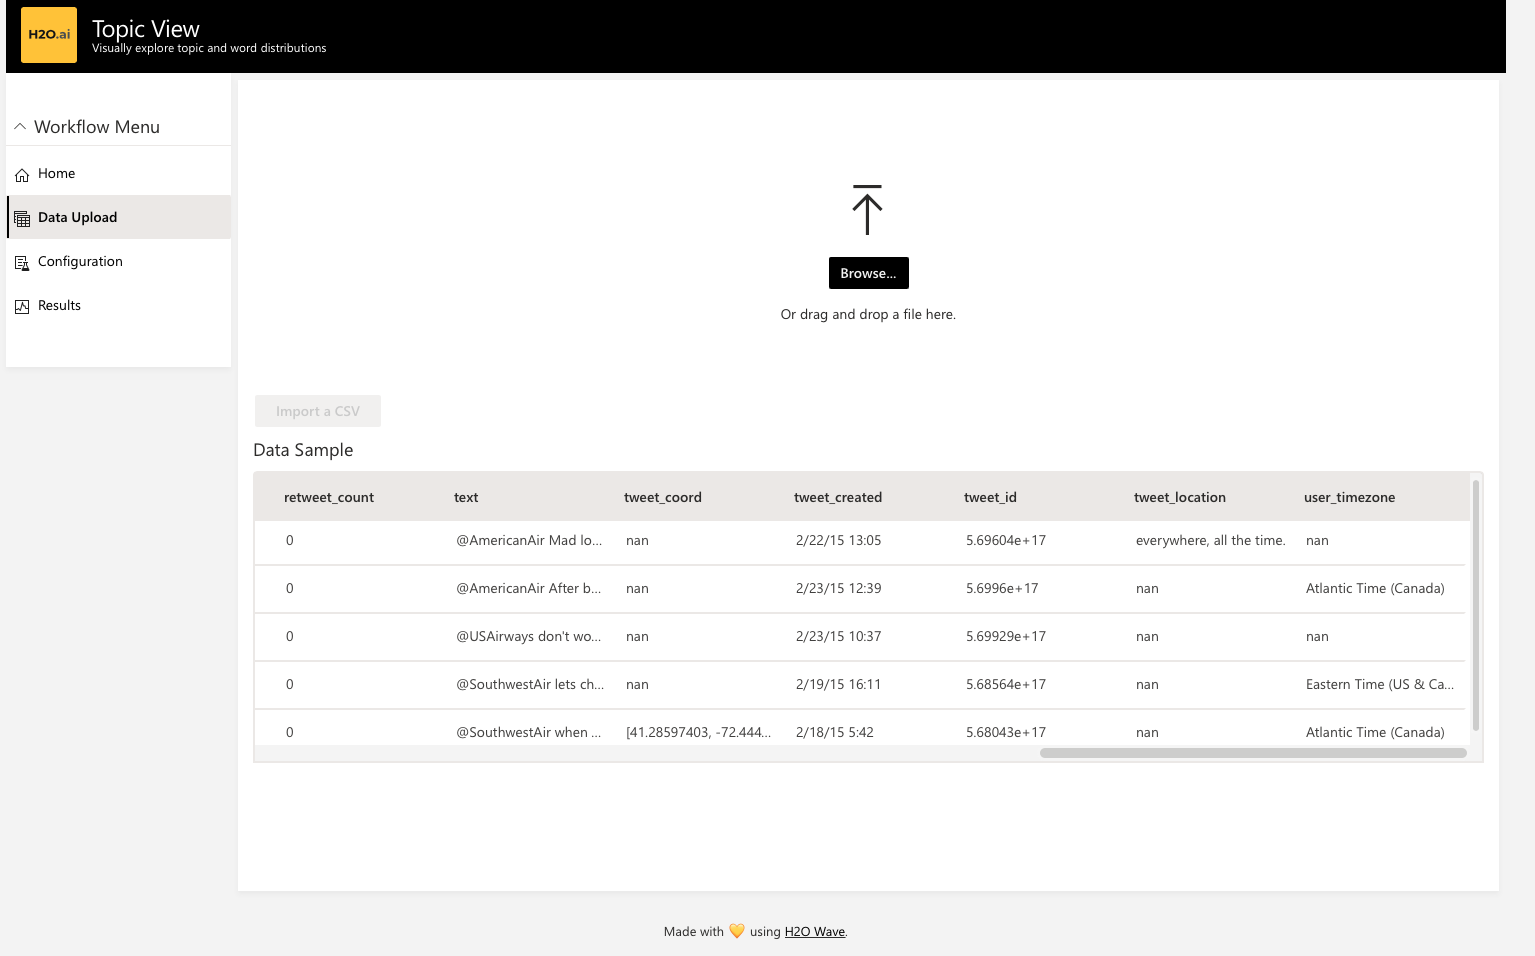 H2O.ai
Topic View
Visually explore topic and word distributions
Workflow Menu
Home
Data Upload
Configuration
Results
Browse...
Or drag and drop a file here.
Import a CSV
Data Sample
retweet_count text tweet_coord tweet_created tweet_id tweet_location user_timezone
0 @AmericanAir Mad lo... nan 2/22/15 13:05 5.69604e+17 everywhere, all the time. nan
0 @AmericanAir After b... nan 2/23/15 12:39 5.6996e+17 nan Atlantic Time (Canada)
0 @USAirways don't wo... nan 2/23/15 10:37 5.69929e+17 nan nan
0 @SouthwestAir lets ch... nan 2/19/15 16:11 5.68564e+17 nan Eastern Time (US & Ca...
0 @SouthwestAir when ... [41.28597403, -72.444... 2/18/15 5:42 5.68043e+17 nan Atlantic Time (Canada)
Made with 💛 using H2O Wave.